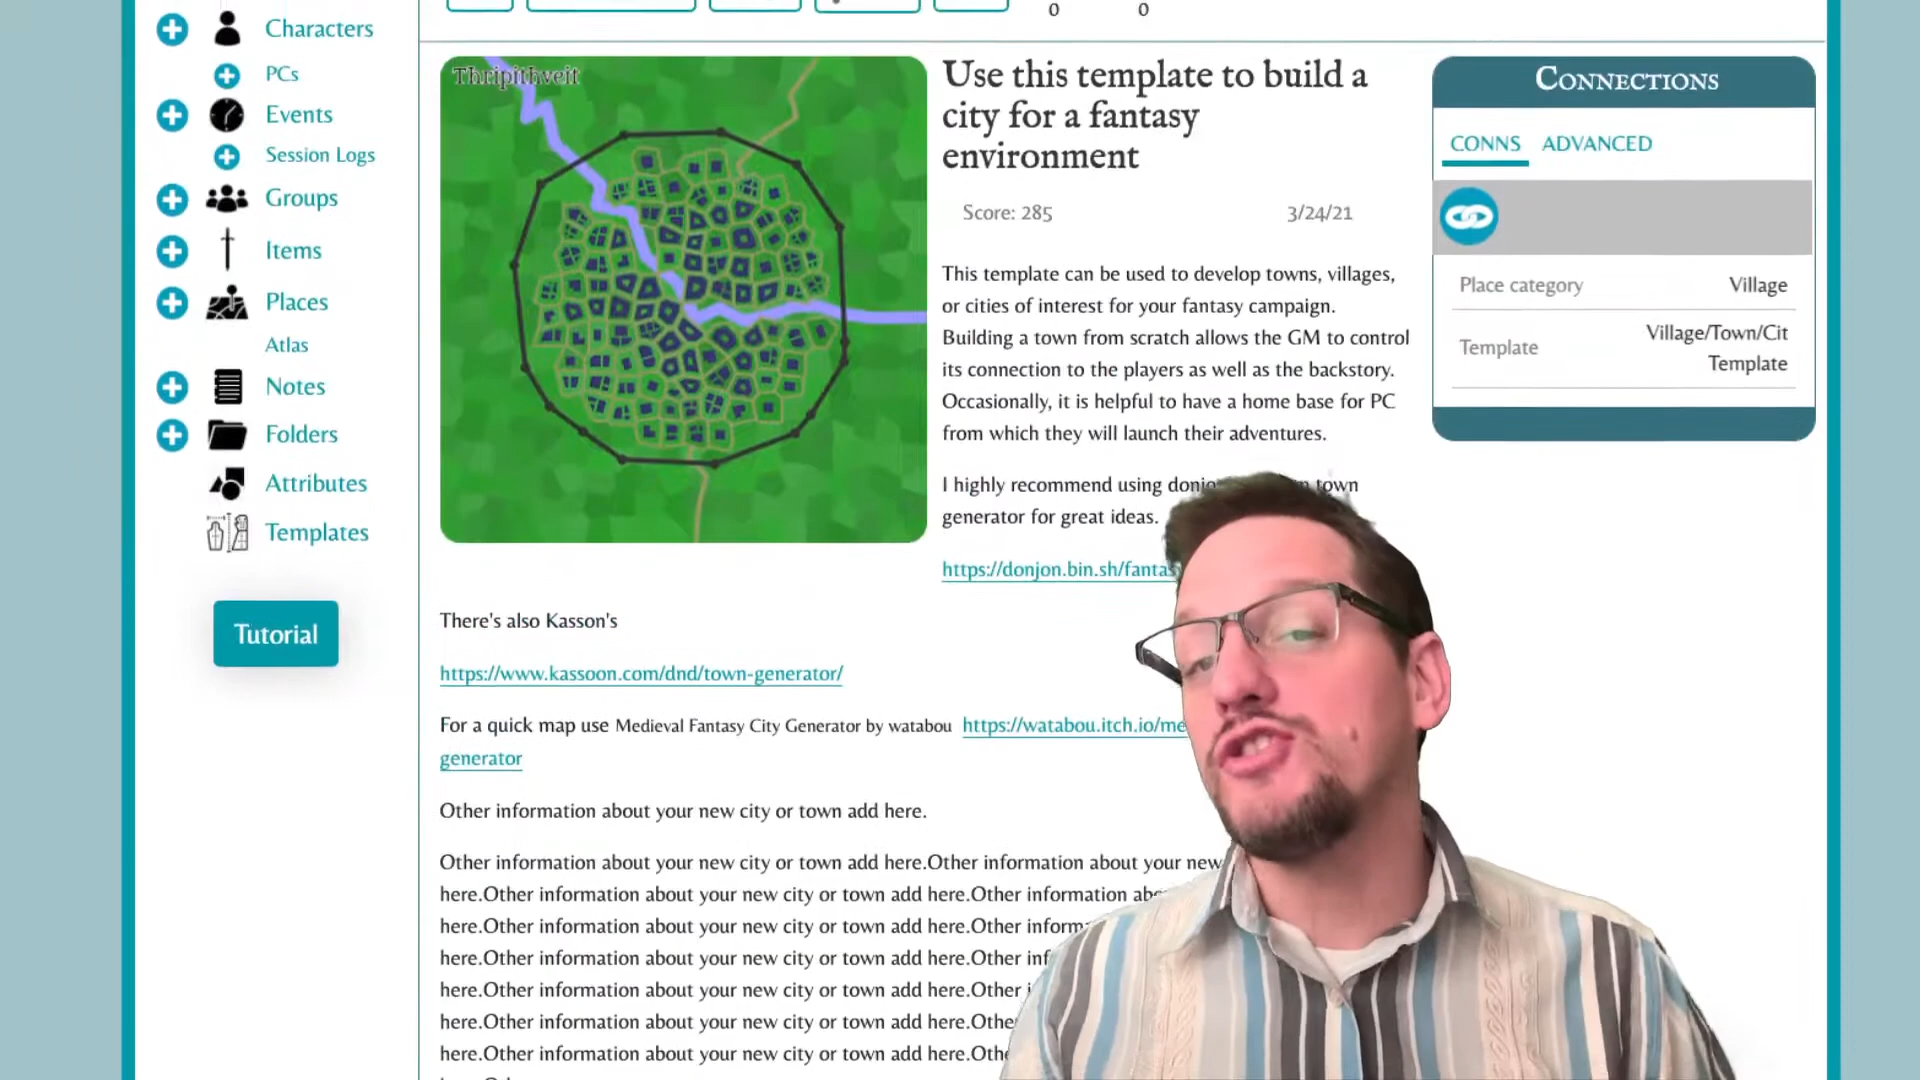 0 0
Characters
PCs
Events
Session Logs
Groups
Items
Places
Atlas
Notes
Folders
Attributes
Templates
Tutorial
Thripithveit
Use this template to build a
city for a fantasy
environment
Score: 285 3/24/21
This template can be used to develop towns, villages,
or cities of interest for your fantasy campaign.
Building a town from scratch allows the GM to control
its connection to the players as well as the backstory.
Occasionally, it is helpful to have a home base for PC
from which they will launch their adventures.
I highly recommend using town
generator for great ideas.
https://donjon.bin.sh/fantas
There's also Kasson's
https://www.kassoon.com/dnd/town-generator/
For a quick map use Medieval Fantasy City Generator by watabou https://watabou.itch.io/me
generator
Other information about your new city or town add here.
Other information about your new city or town add here.Other information about your new
here.Other information about your new city or town add here.Other information
here.Other information about your new city or town add here.Other
here.Other information about your new city or town add here.Other
here.Other information about your new city or town add here.Other
here.Other information about your new city or town add here.
here.Other information about your new city or town add here.
CONNECTIONS
CONNS ADVANCED
Place category Village
Template Village/Town/Cit
Template